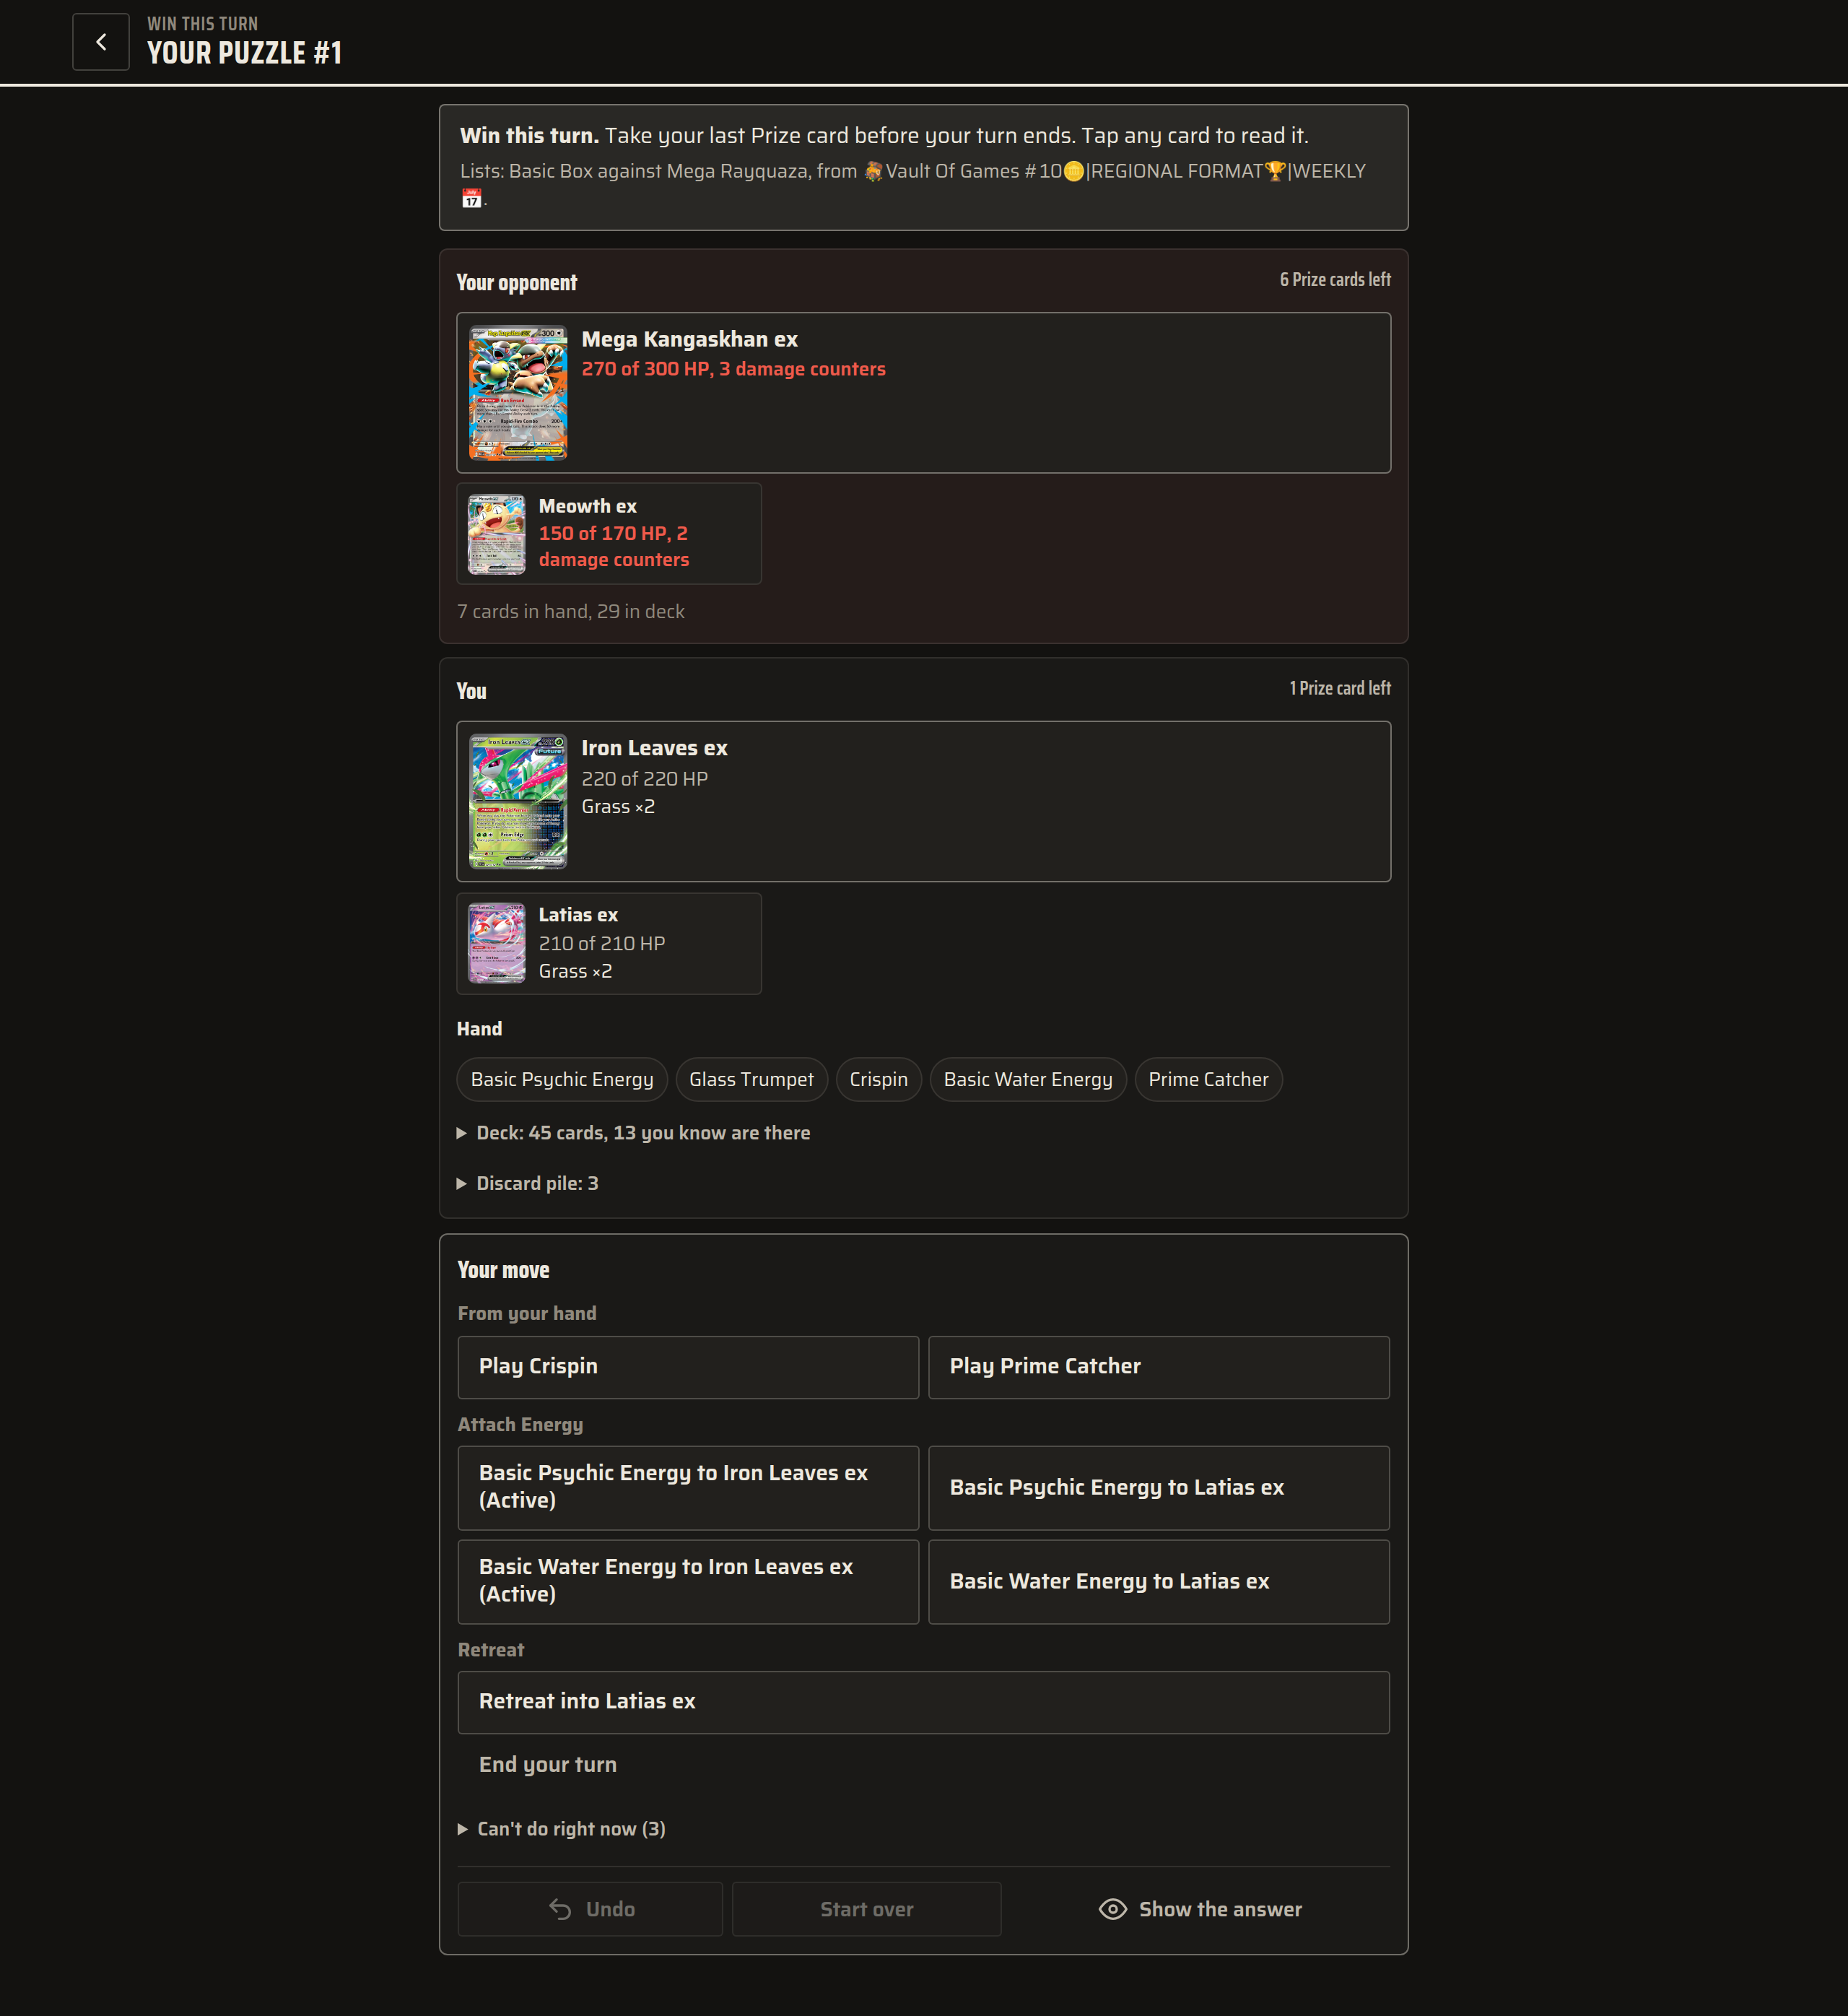 WIN THIS TURN
YOUR PUZZLE #1
Win this turn. Take your last Prize card before your turn ends. Tap any card to read it.
Lists: Basic Box against Mega Rayquaza, from Vault Of Games #10|REGIONAL FORMAT|WEEKLY
.
Your opponent
6 Prize cards left
Mega Kangaskhan ex
270 of 300 HP, 3 damage counters
Meowth ex
150 of 170 HP, 2
damage counters
7 cards in hand, 29 in deck
You
1 Prize card left
Iron Leaves ex
220 of 220 HP
Grass ×2
Latias ex
210 of 210 HP
Grass ×2
Hand
Basic Psychic Energy
Glass Trumpet
Crispin
Basic Water Energy
Prime Catcher
Deck: 45 cards, 13 you know are there
Discard pile: 3
Your move
From your hand
Play Crispin
Play Prime Catcher
Attach Energy
Basic Psychic Energy to Iron Leaves ex
(Active)
Basic Psychic Energy to Latias ex
Basic Water Energy to Iron Leaves ex
(Active)
Basic Water Energy to Latias ex
Retreat
Retreat into Latias ex
End your turn
Can't do right now (3)
Undo
Start over
Show the answer